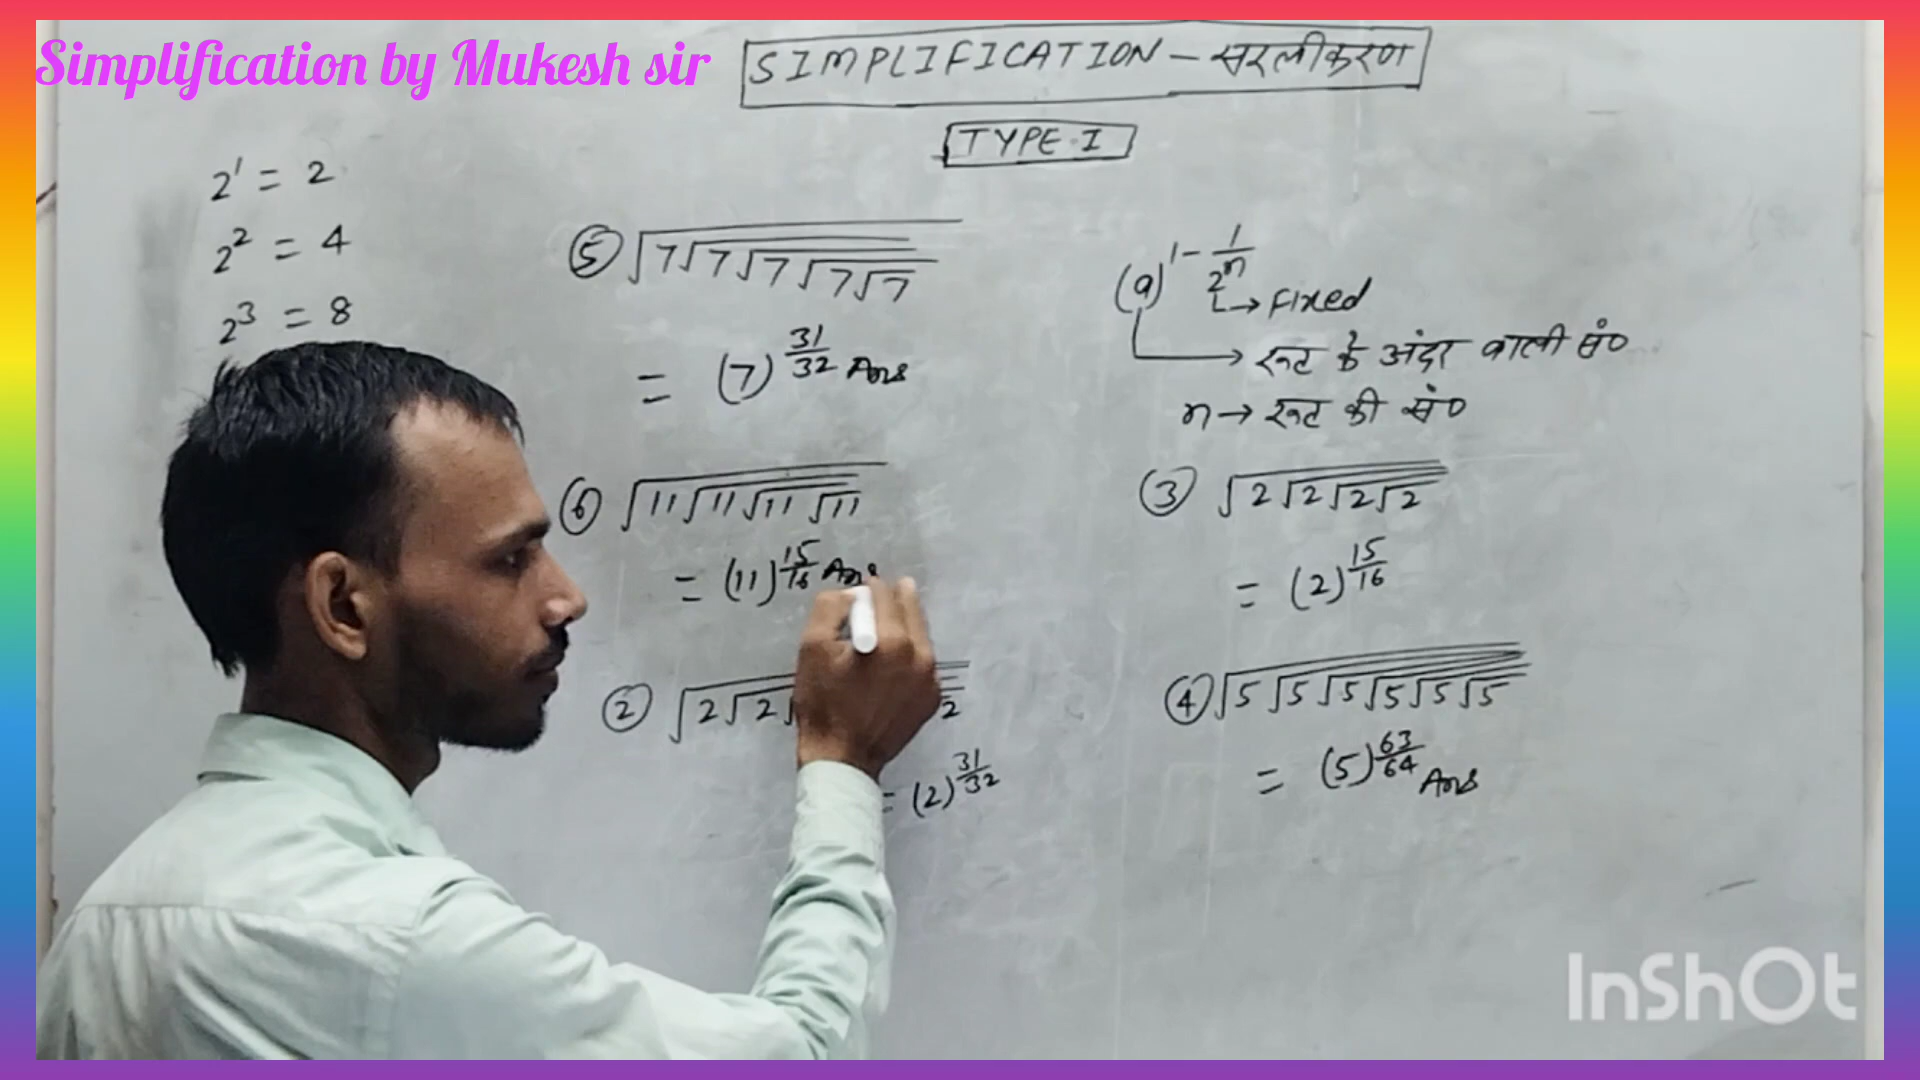 Simplification by Mukesh sir
SIMPLIFICATION - सरलीकरण
TYPE-I
2¹ = 2
2² = 4
2³ = 8
⑤ √7√7√7√7√7
= (7)^31/32 Ans
⑥ √11√11√11√11
= (11)^15/16 Ans
② √2√2√ 2
= (2)^31/32
(a)^1-1/2^n
→ Fixed
→ रूट के अंदर वाली सं०
n → रूट की सं०
③ √2√2√2√2
= (2)^15/16
④ √5√5√5√5√5√5
= (5)^63/64 Ans
InShOt